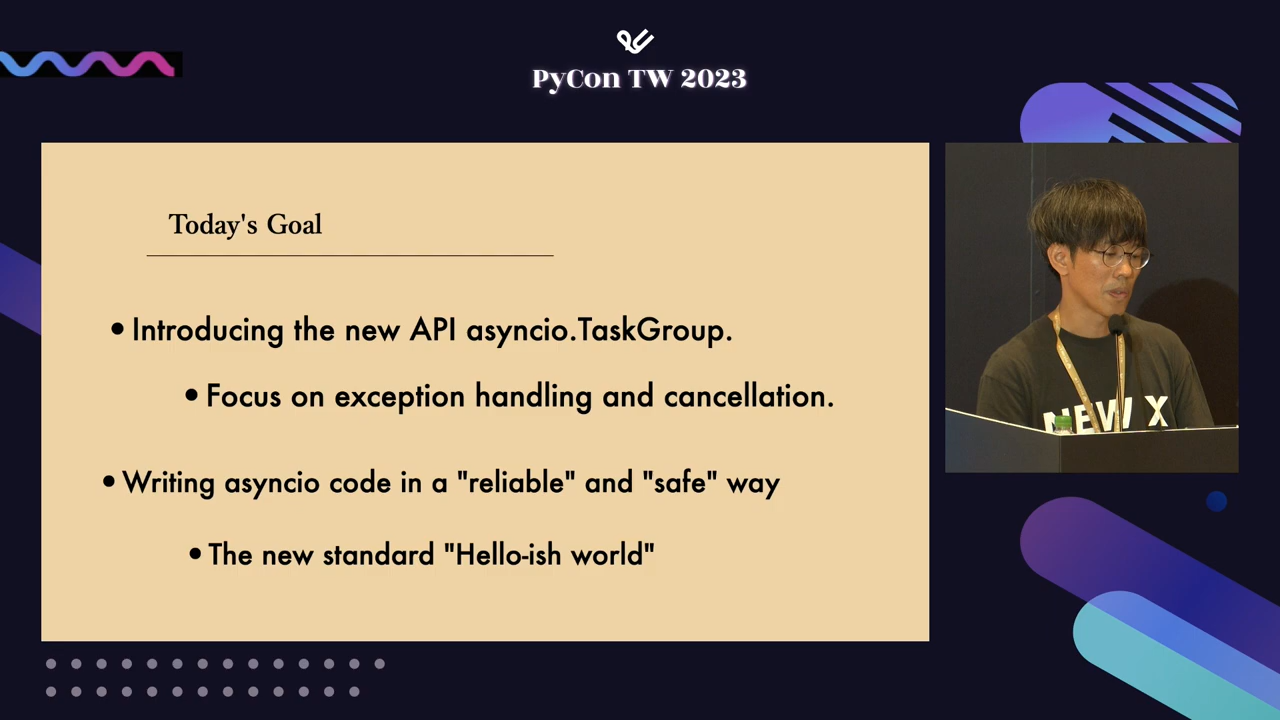 PyCon TW 2023
Today's Goal
• Introducing the new API asyncio.TaskGroup.
• Focus on exception handling and cancellation.
• Writing asyncio code in a "reliable" and "safe" way
• The new standard "Hello-ish world"
NEW X